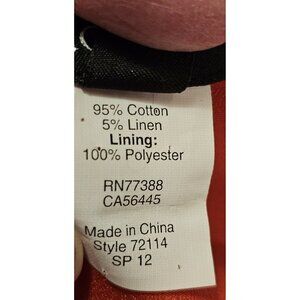 95% Cotton
5% Linen
Lining:
100% Polyester
RN77388
CA56445
Made in China
Style 72114
SP 12